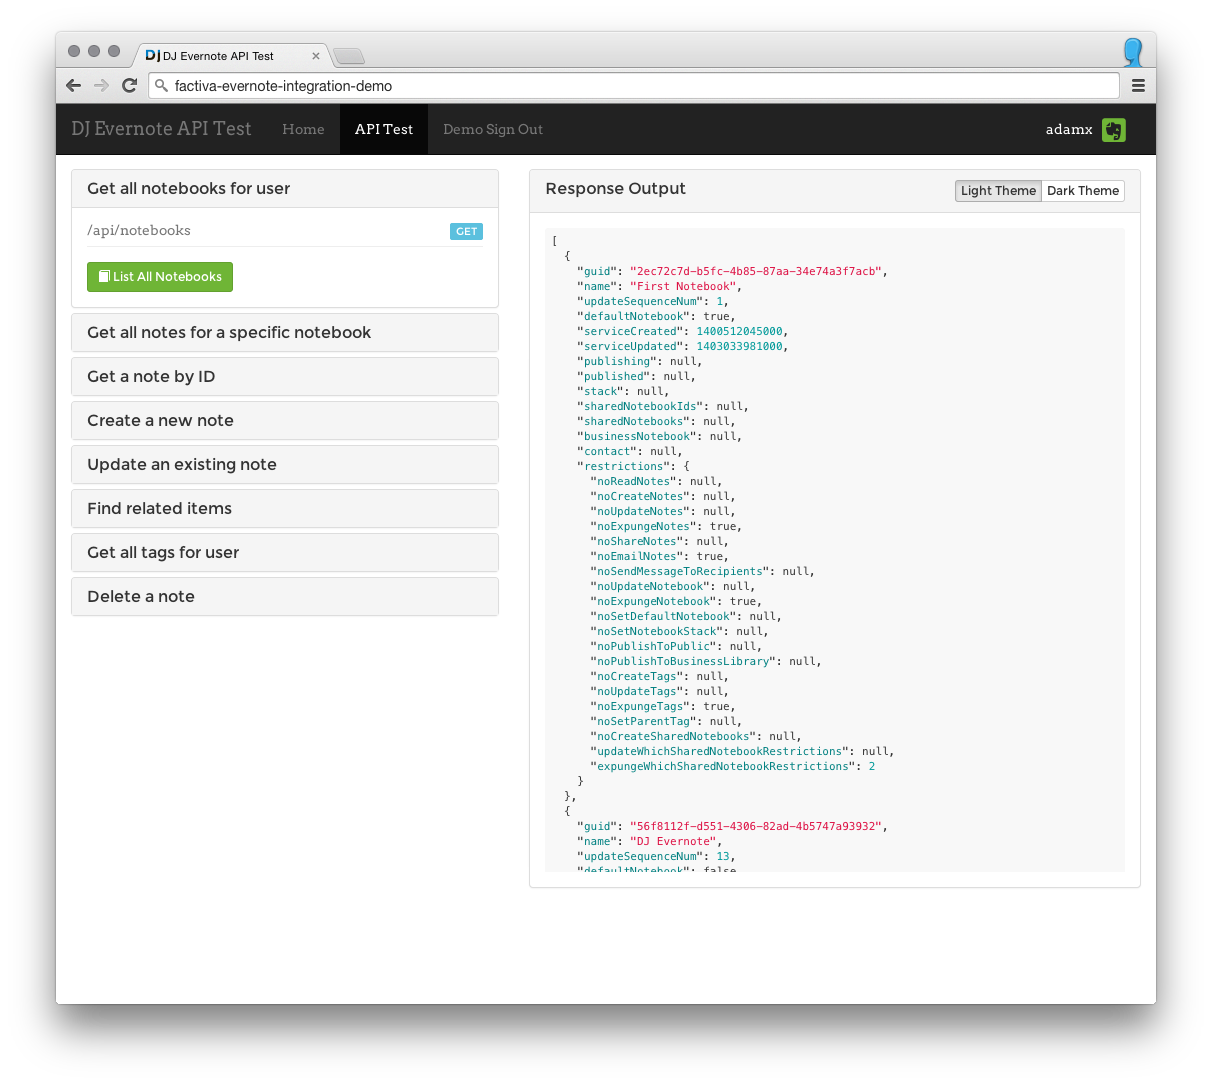 DJ DJ Evernote API Test
factiva-evernote-integration-demo
DJ Evernote API Test Home API Test Demo Sign Out adamx
Get all notebooks for user
/api/notebooks GET
List All Notebooks
Get all notes for a specific notebook
Get a note by ID
Create a new note
Update an existing note
Find related items
Get all tags for user
Delete a note
Response Output Light Theme Dark Theme
[
{
"guid": "2ec72c7d-b5fc-4b85-87aa-34e74a3f7acb",
"name": "First Notebook",
"updateSequenceNum": 1,
"defaultNotebook": true,
"serviceCreated": 1400512045000,
"serviceUpdated": 1403033981000,
"publishing": null,
"published": null,
"stack": null,
"sharedNotebookIds": null,
"sharedNotebooks": null,
"businessNotebook": null,
"contact": null,
"restrictions": {
"noReadNotes": null,
"noCreateNotes": null,
"noUpdateNotes": null,
"noExpungeNotes": true,
"noShareNotes": null,
"noEmailNotes": true,
"noSendMessageToRecipients": null,
"noUpdateNotebook": null,
"noExpungeNotebook": true,
"noSetDefaultNotebook": null,
"noSetNotebookStack": null,
"noPublishToPublic": null,
"noPublishToBusinessLibrary": null,
"noCreateTags": null,
"noUpdateTags": null,
"noExpungeTags": true,
"noSetParentTag": null,
"noCreateSharedNotebooks": null,
"updateWhichSharedNotebookRestrictions": null,
"expungeWhichSharedNotebookRestrictions": 2
}
},
{
"guid": "56f8112f-d551-4306-82ad-4b5747a93932",
"name": "DJ Evernote",
"updateSequenceNum": 13,
"defaultNotebook": false